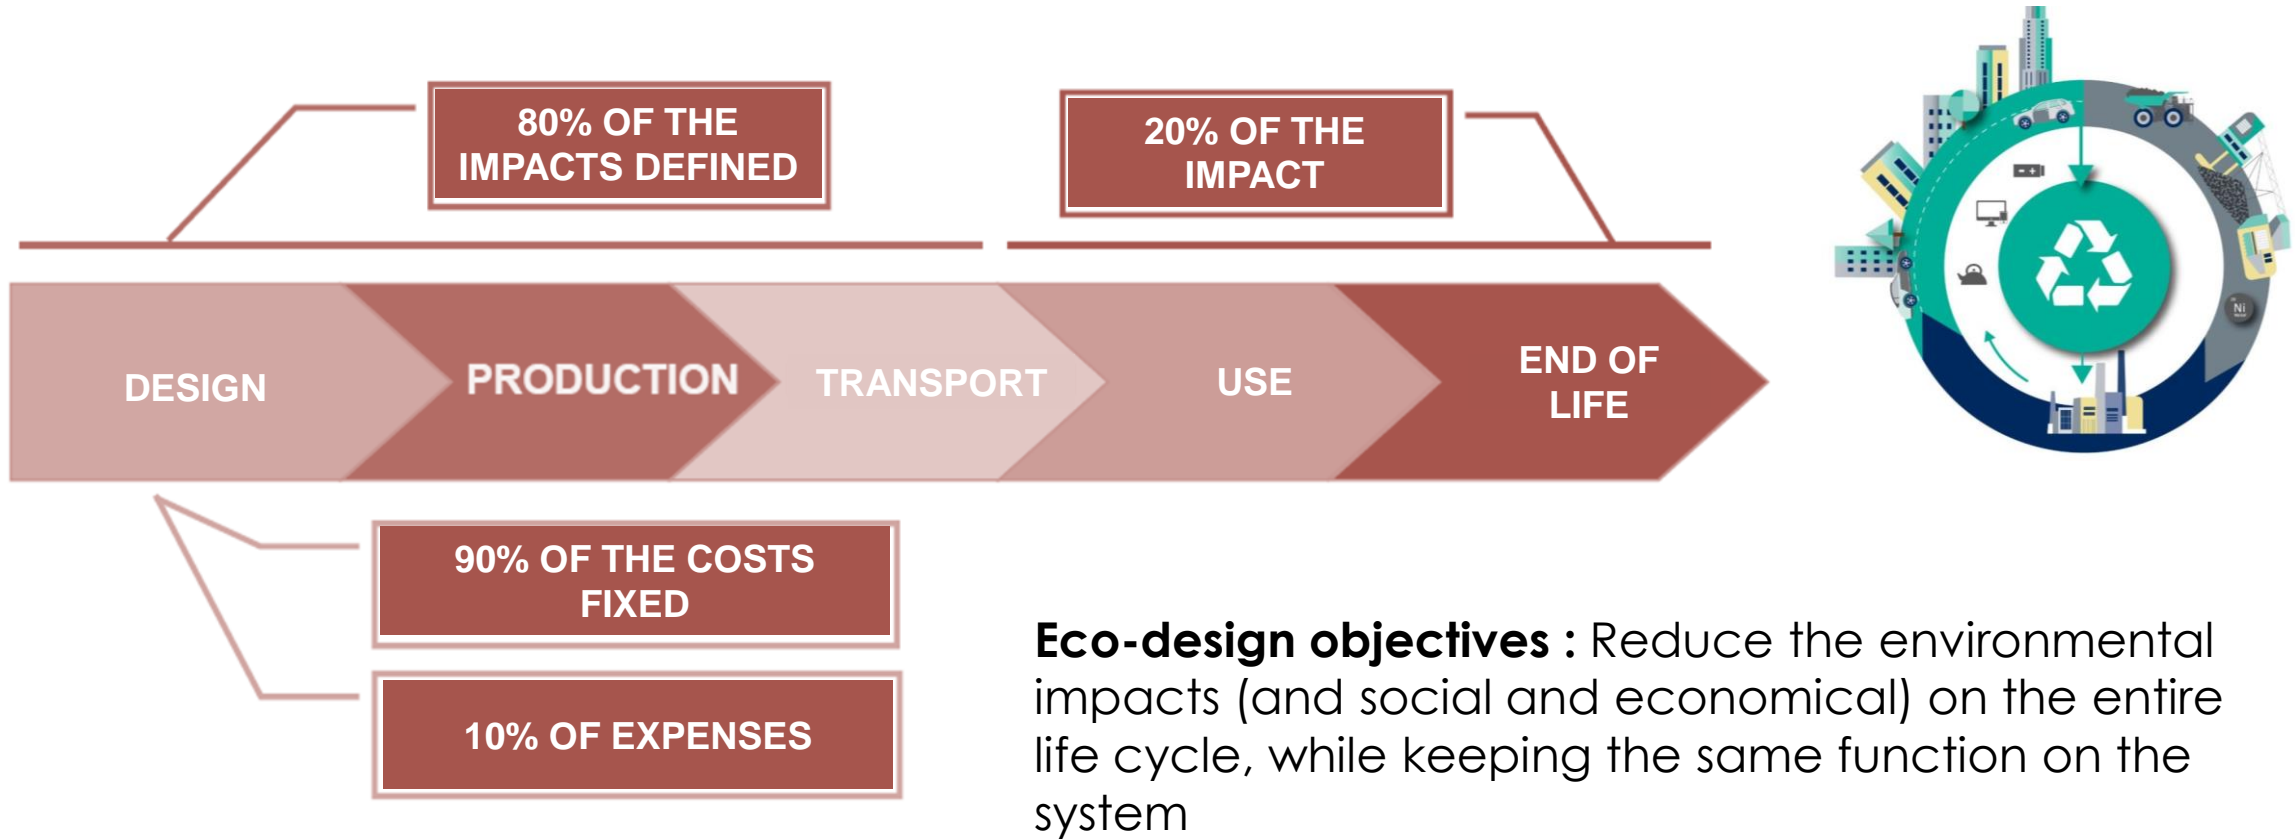 80% OF THE
IMPACTS DEFINED
20% OF THE
IMPACT
DESIGN
PRODUCTION
TRANSPORT
USE
END OF
LIFE
Ni
90% OF THE COSTS
FIXED
10% OF EXPENSES
Eco-design objectives : Reduce the environmental
impacts (and social and economical) on the entire
life cycle, while keeping the same function on the
system